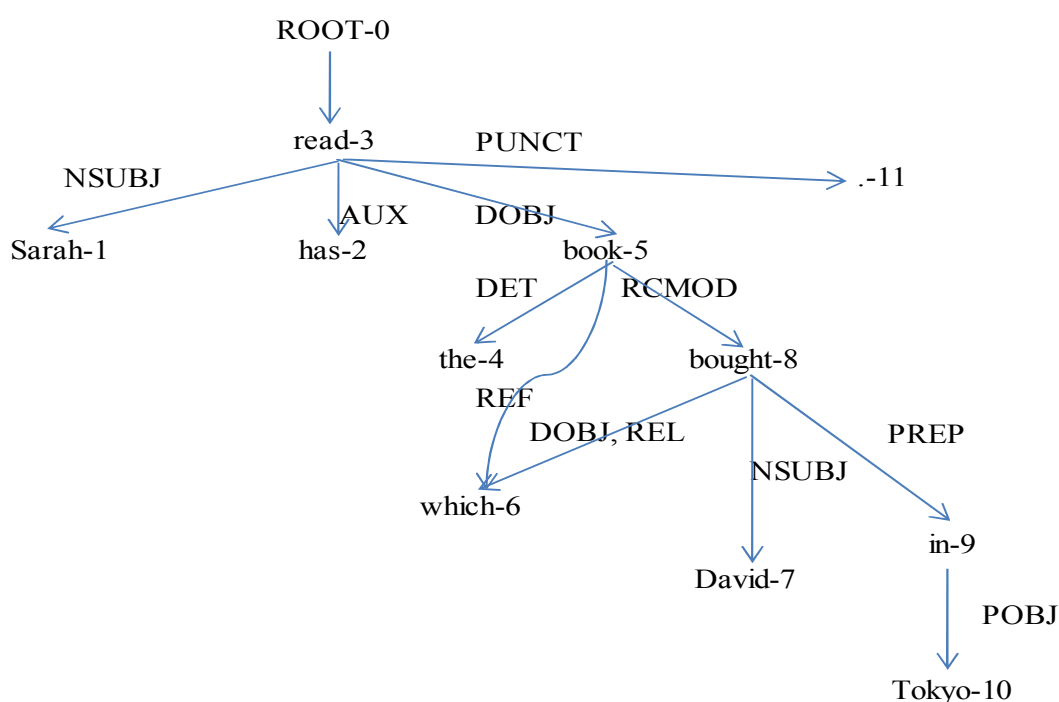 ROOT-0
read-3
PUNCT
NSUBJ
.-11
AUX
DOBJ
Sarah-1
has-2
book-5
DET
RCMOD
the-4
bought-8
REF
DOBJ, REL
PREP
NSUBJ
which-6
in-9
David-7
POBJ
Tokyo-10